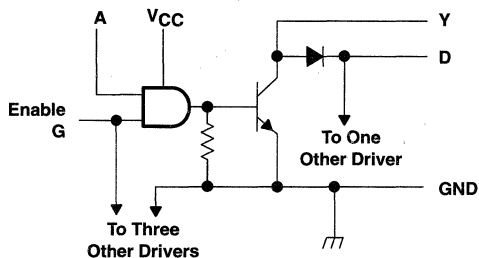 A
VCC
Y
D
Enable
G
To One
Other Driver
GND
To Three
Other Drivers